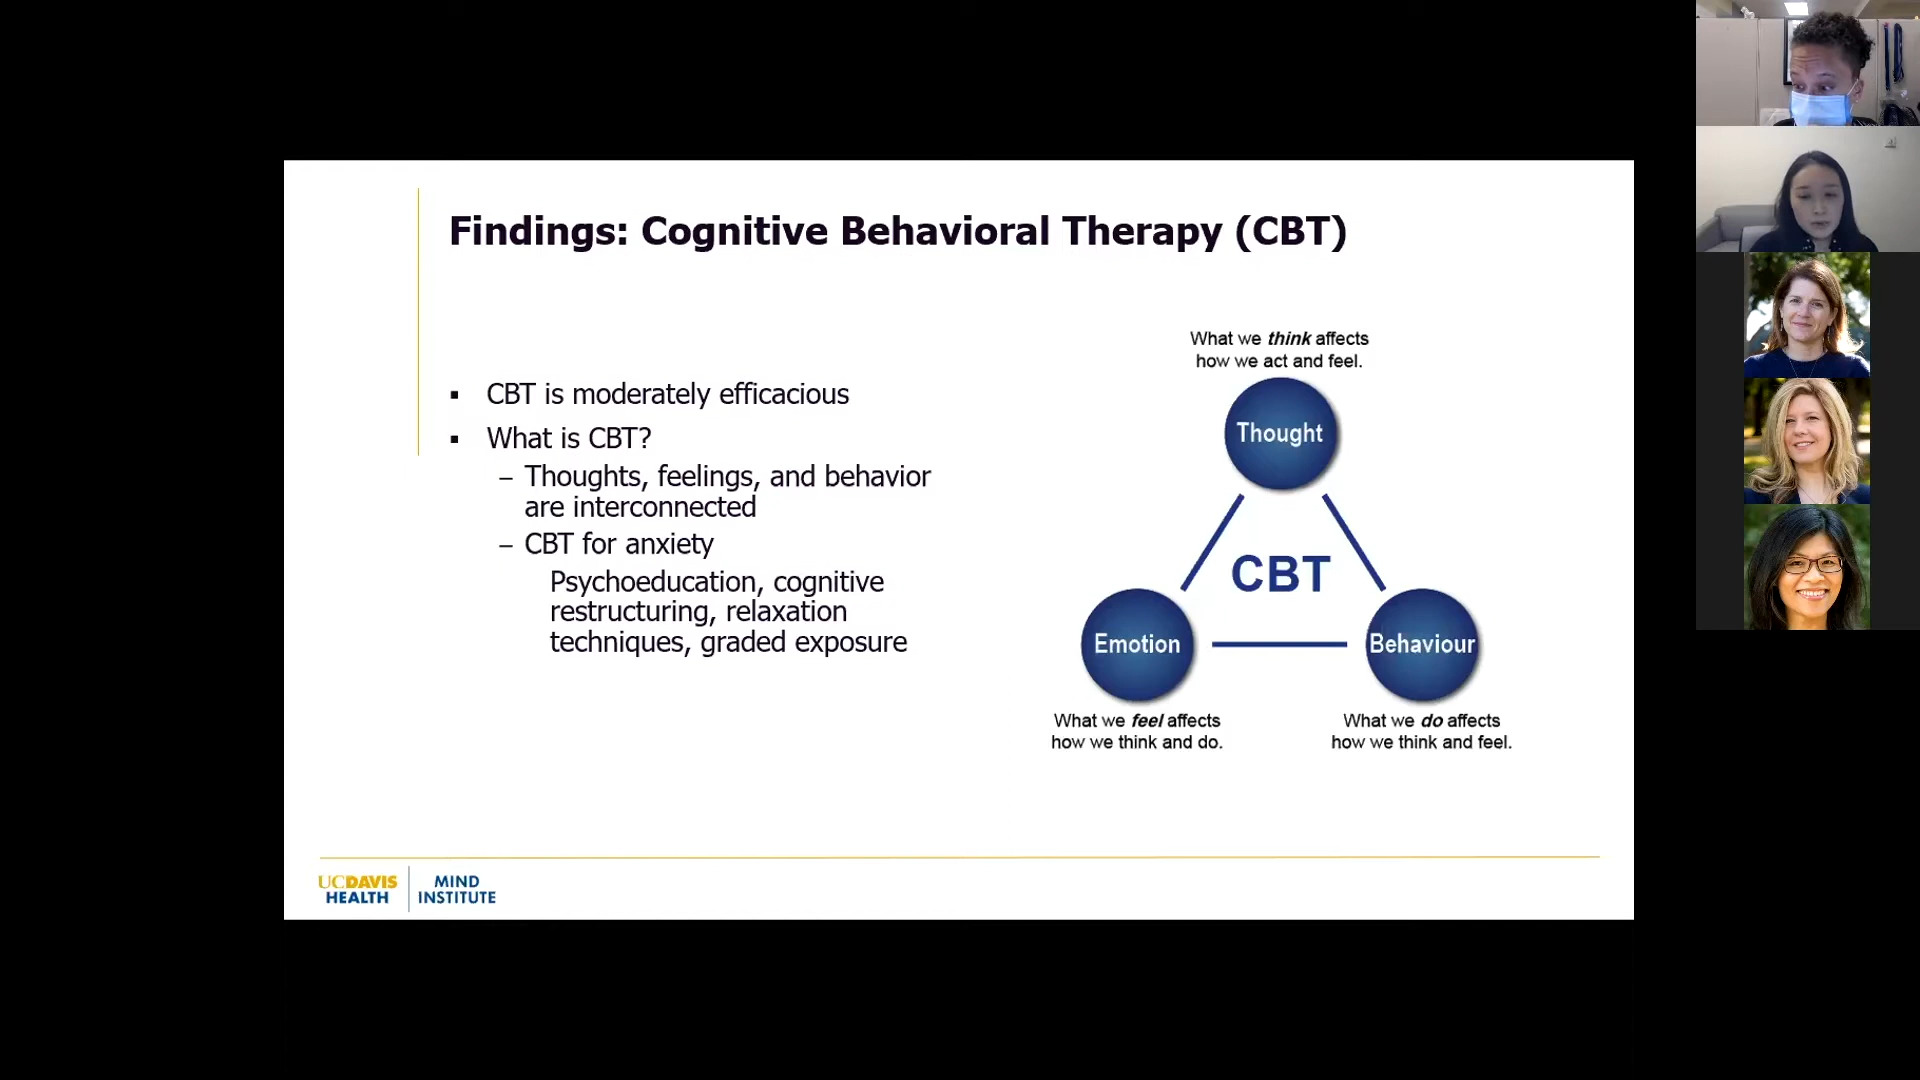 Findings: Cognitive Behavioral Therapy (CBT)
▪ CBT is moderately efficacious
▪ What is CBT?
– Thoughts, feelings, and behavior
are interconnected
– CBT for anxiety
Psychoeducation, cognitive
restructuring, relaxation
techniques, graded exposure
What we think affects
how we act and feel.
Thought
CBT
Emotion
Behaviour
What we feel affects
how we think and do.
What we do affects
how we think and feel.
UCDAVIS
HEALTH
MIND
INSTITUTE